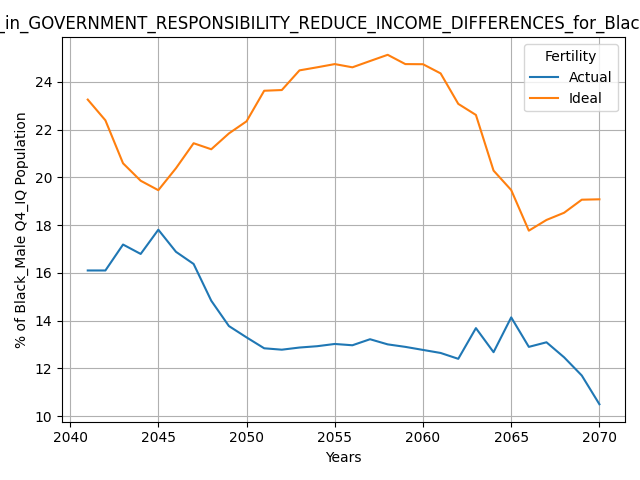 _in_GOVERNMENT_RESPONSIBILITY_REDUCE_INCOME_DIFFERENCES_for_Blac
Fertility
Actual
Ideal
% of Black_Male Q4_IQ Population
24
22
20
18
16
14
12
10
2040 2045 2050 2055 2060 2065 2070
Years